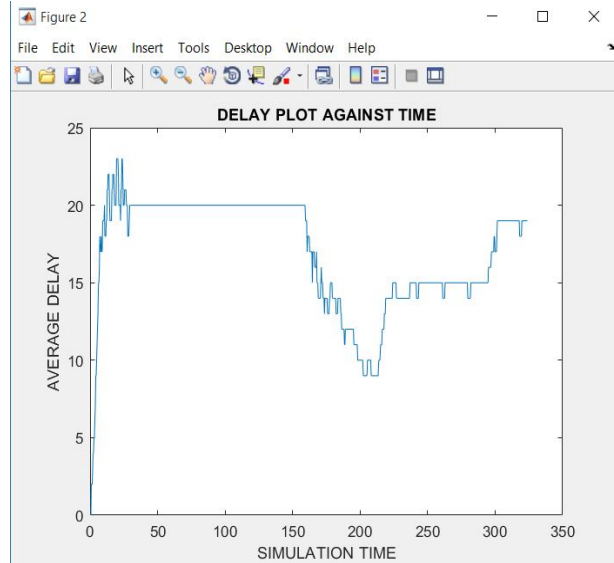 Figure 2
File Edit View Insert Tools Desktop Window Help
DELAY PLOT AGAINST TIME
25
20
15
10
5
0
AVERAGE DELAY
0 50 100 150 200 250 300 350
SIMULATION TIME